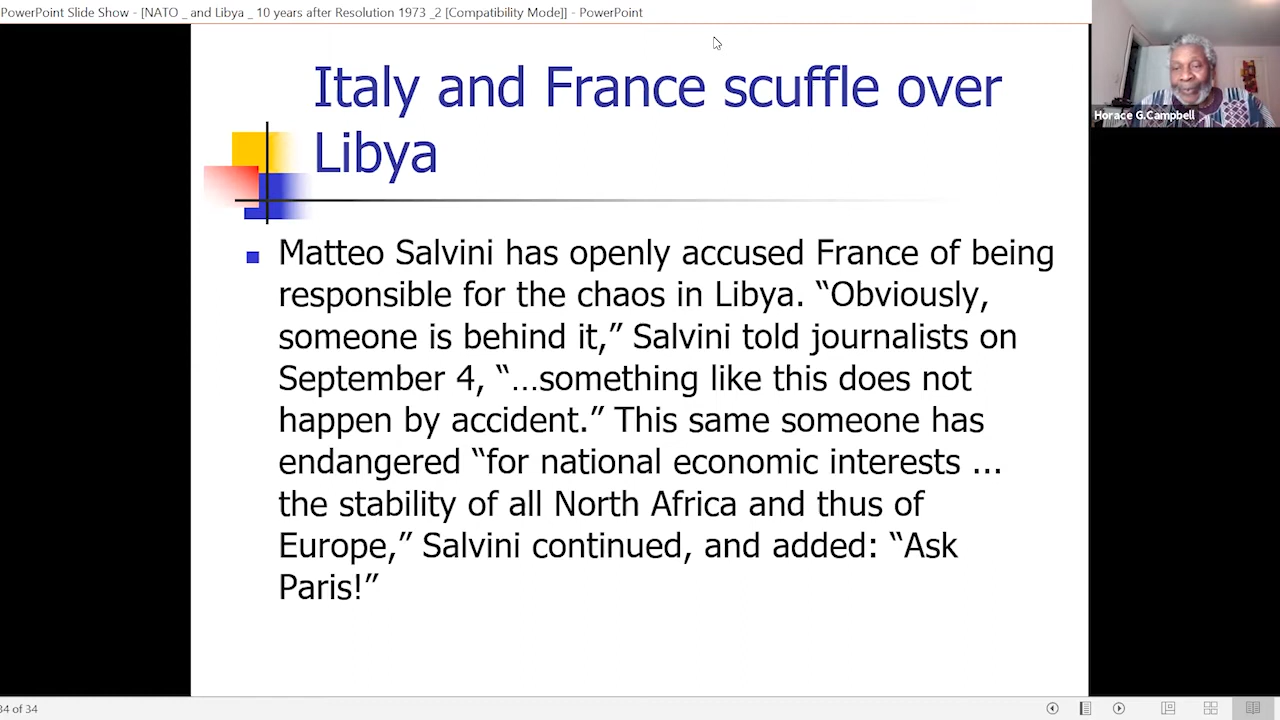 PowerPoint Slide Show - [NATO _ and Libya _ 10 years after Resolution 1973 _2 [Compatibility Mode]] - PowerPoint
Horace G.Campbell
Italy and France scuffle over
Libya
Matteo Salvini has openly accused France of being
responsible for the chaos in Libya. “Obviously,
someone is behind it,” Salvini told journalists on
September 4, “…something like this does not
happen by accident.” This same someone has
endangered “for national economic interests ...
the stability of all North Africa and thus of
Europe,” Salvini continued, and added: “Ask
Paris!”
34 of 34